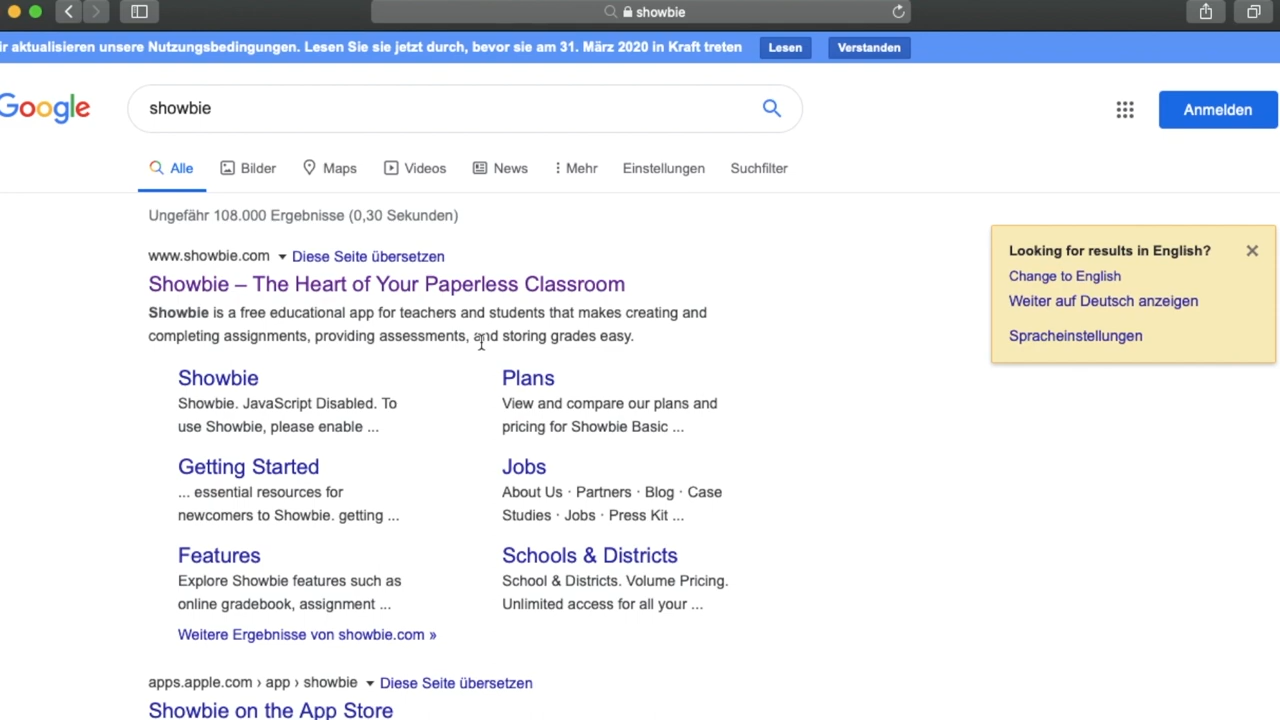 showbie
ir aktualisieren unsere Nutzungsbedingungen. Lesen Sie sie jetzt durch, bevor sie am 31. März 2020 in Kraft treten
Lesen
Verstanden
Google
showbie
Anmelden
Alle
Bilder
Maps
Videos
News
Mehr
Einstellungen
Suchfilter
Ungefähr 108.000 Ergebnisse (0,30 Sekunden)
www.showbie.com Diese Seite übersetzen
Showbie – The Heart of Your Paperless Classroom
Showbie is a free educational app for teachers and students that makes creating and
completing assignments, providing assessments, and storing grades easy.
Showbie
Showbie. JavaScript Disabled. To
use Showbie, please enable ...
Plans
View and compare our plans and
pricing for Showbie Basic ...
Getting Started
... essential resources for
newcomers to Showbie. getting ...
Jobs
About Us · Partners · Blog · Case
Studies · Jobs · Press Kit ...
Features
Explore Showbie features such as
online gradebook, assignment ...
Schools & Districts
School & Districts. Volume Pricing.
Unlimited access for all your ...
Weitere Ergebnisse von showbie.com »
apps.apple.com › app › showbie Diese Seite übersetzen
Showbie on the App Store
Looking for results in English?
Change to English
Weiter auf Deutsch anzeigen
Spracheinstellungen